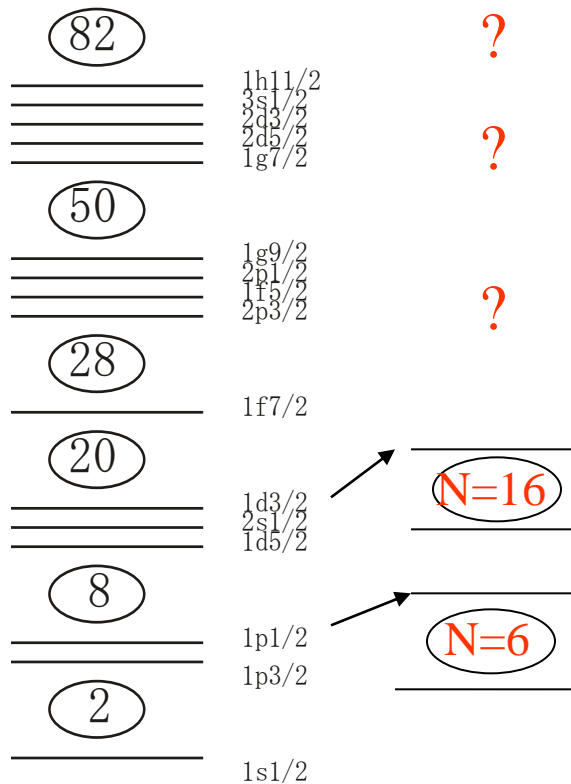 82 ?
1h11/2
3s1/2
2d3/2
2d5/2
?
1g7/2
50
1g9/2
2p1/2
1f5/2
?
2p3/2
28
1f7/2
20
N=16
1d3/2
2s1/2
1d5/2
8
1p1/2 N=6
1p3/2
2
1s1/2